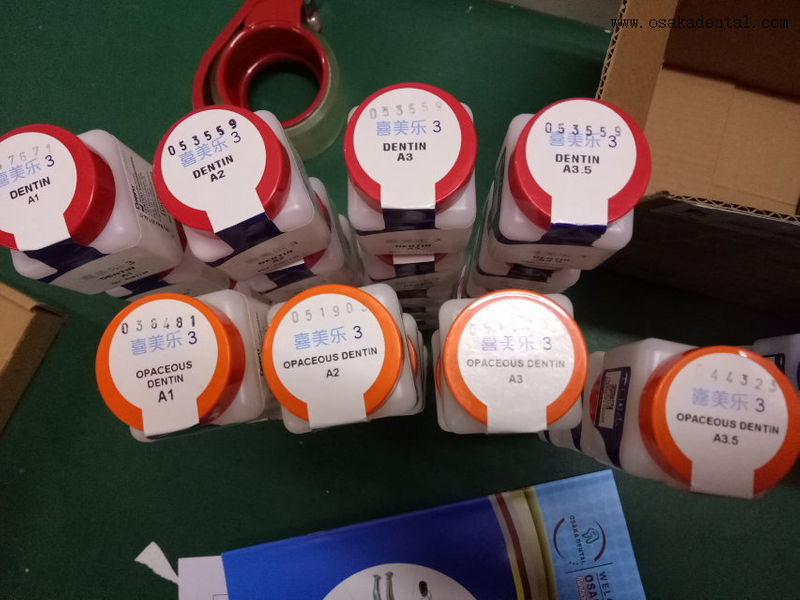 www.osakadental.com
喜美乐 3
DENTIN
A1
053559
喜美乐 3
DENTIN
A2
053559
喜美乐 3
DENTIN
A3
053559
喜美乐 3
DENTIN
A3.5
038481
喜美乐 3
OPACEOUS
DENTIN
A1
喜美乐 3
OPACEOUS DENTIN
A2
喜美乐 3
OPACEOUS DENTIN
A3
44323
喜美乐 3
OPACEOUS DENTIN
A3.5
OSAKADENTAL